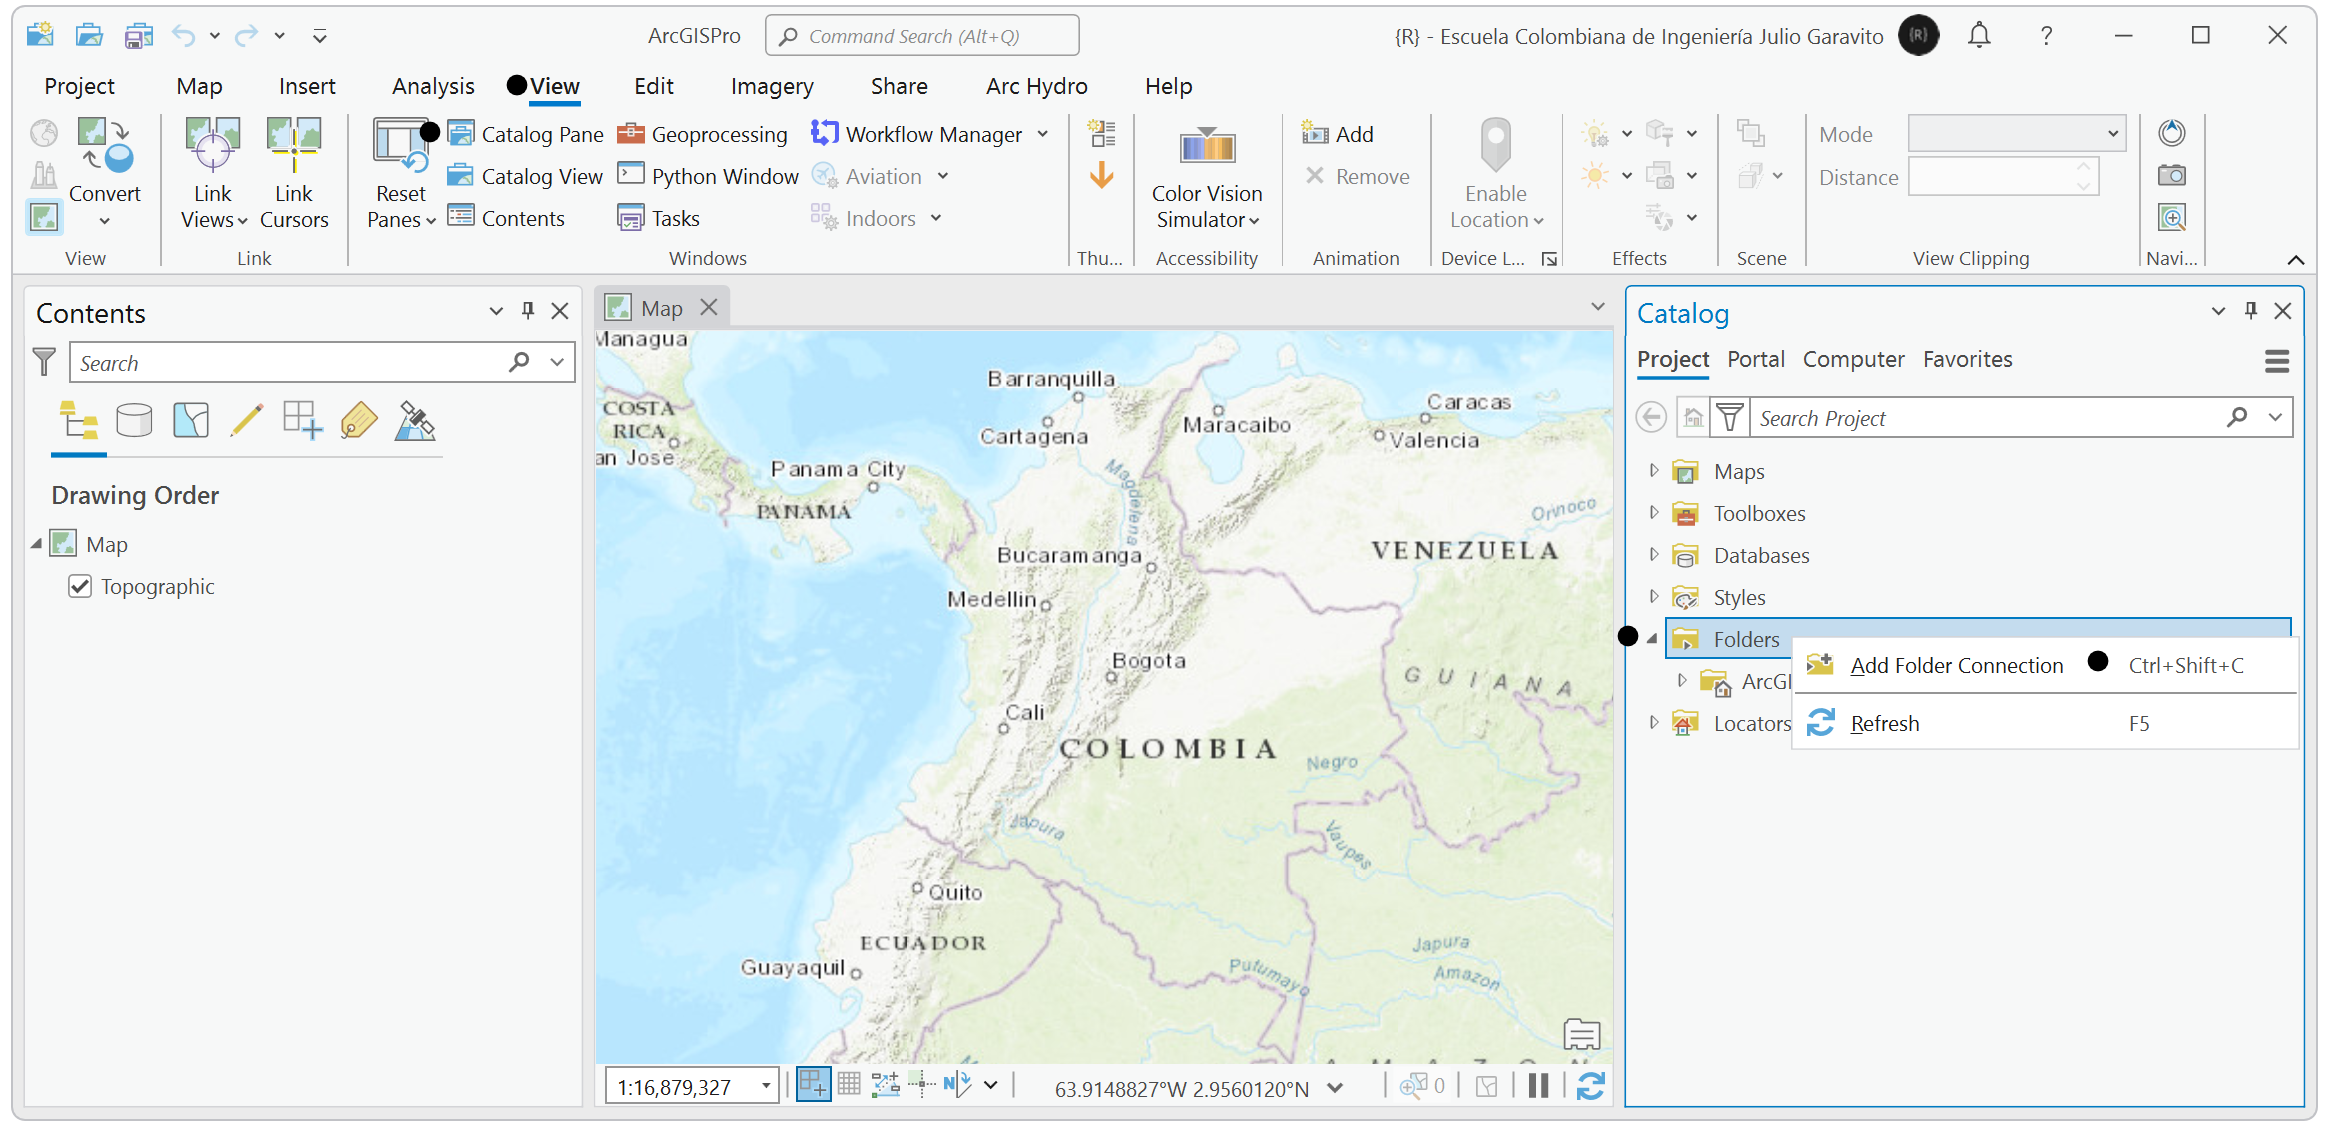 ArcGISPro
Command Search (Alt+Q)
{R} - Escuela Colombiana de Ingeniería Julio Garavito
{R}
?
Project Map Insert Analysis View Edit Imagery Share Arc Hydro Help
Convert
Link Views
Link Cursors
Reset Panes
Catalog Pane
Catalog View
Contents
Geoprocessing
Python Window
Tasks
Workflow Manager
Aviation
Indoors
Color Vision Simulator
Add
Remove
Enable Location
Mode
Distance
View
Link
Windows
Thu...
Accessibility
Animation
Device L...
Effects
Scene
View Clipping
Navi...
Contents
Search
Drawing Order
Map
Topographic
Map
Managua
Barranquilla
COSTA
RICA
an Jose
Cartagena
Maracaibo
Caracas
Valencia
Panama City
PANAMA
Magdelena
Orinoco
Bucaramanga
VENEZUELA
Medellin
Bogota
GUIANA
Cali
COLOMBIA
Negro
Japura
Vaupes
Quito
ECUADOR
Guayaquil
Japura
Putumayo
Amazon
1:16,879,327
N
63.9148827°W 2.9560120°N
0
Catalog
Project Portal Computer Favorites
Search Project
Maps
Toolboxes
Databases
Styles
Folders
Add Folder Connection Ctrl+Shift+C
ArcGI
Locators
Refresh F5